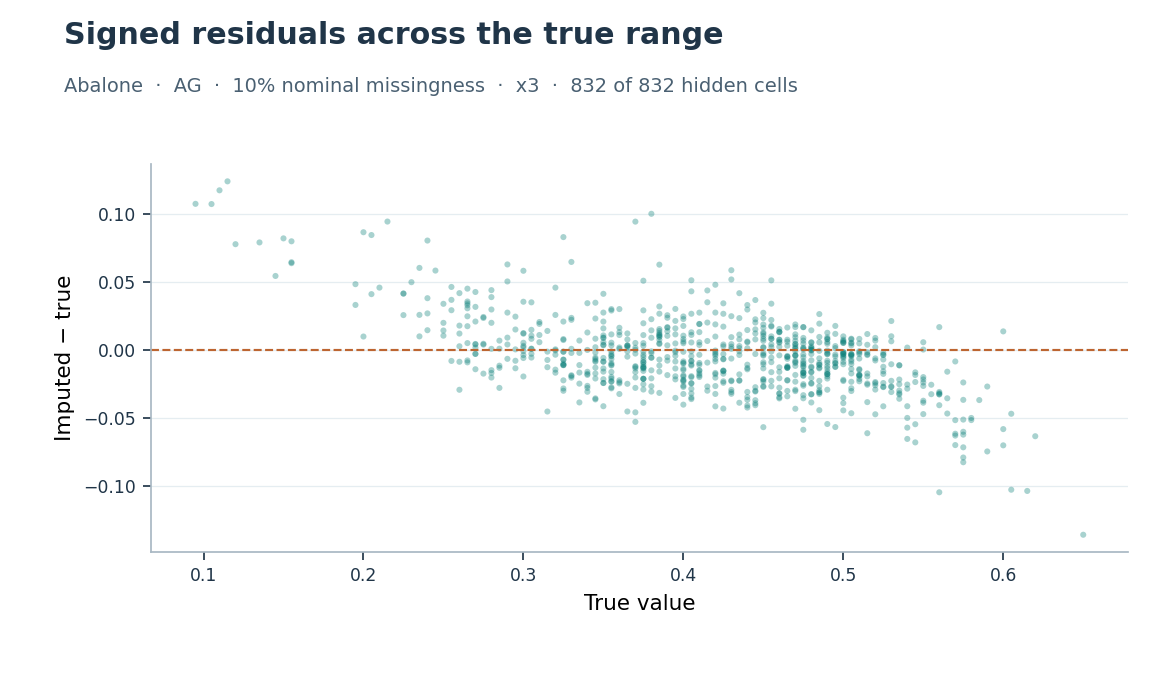 Signed residuals across the true range
Abalone · AG · 10% nominal missingness · x3 · 832 of 832 hidden cells
Imputed − true
0.10
0.05
0.00
−0.05
−0.10
0.1 0.2 0.3 0.4 0.5 0.6
True value